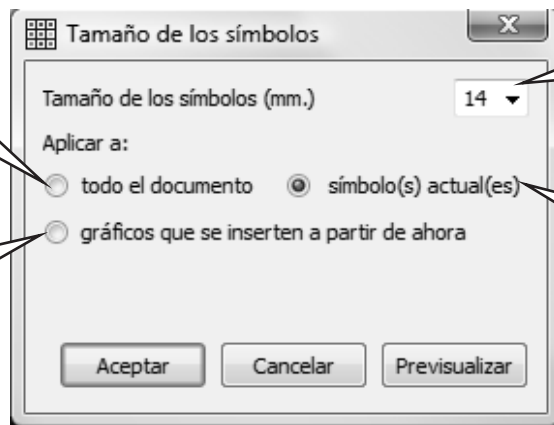 Tamaño de los símbolos
Tamaño de los símbolos (mm.) 14
Aplicar a:
todo el documento símbolo(s) actual(es)
gráficos que se inserten a partir de ahora
Aceptar Cancelar Previsualizar